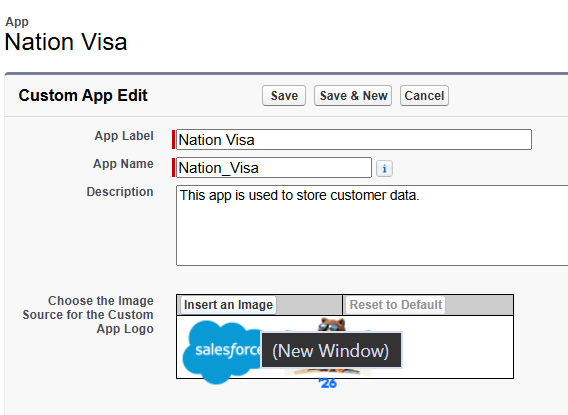 App
Nation Visa
Custom App Edit Save Save & New Cancel
App Label Nation Visa
App Name Nation_Visa i
Description This app is used to store customer data.
Choose the Image
Source for the Custom
App Logo
Insert an Image Reset to Default
salesforce
(New Window)
'26